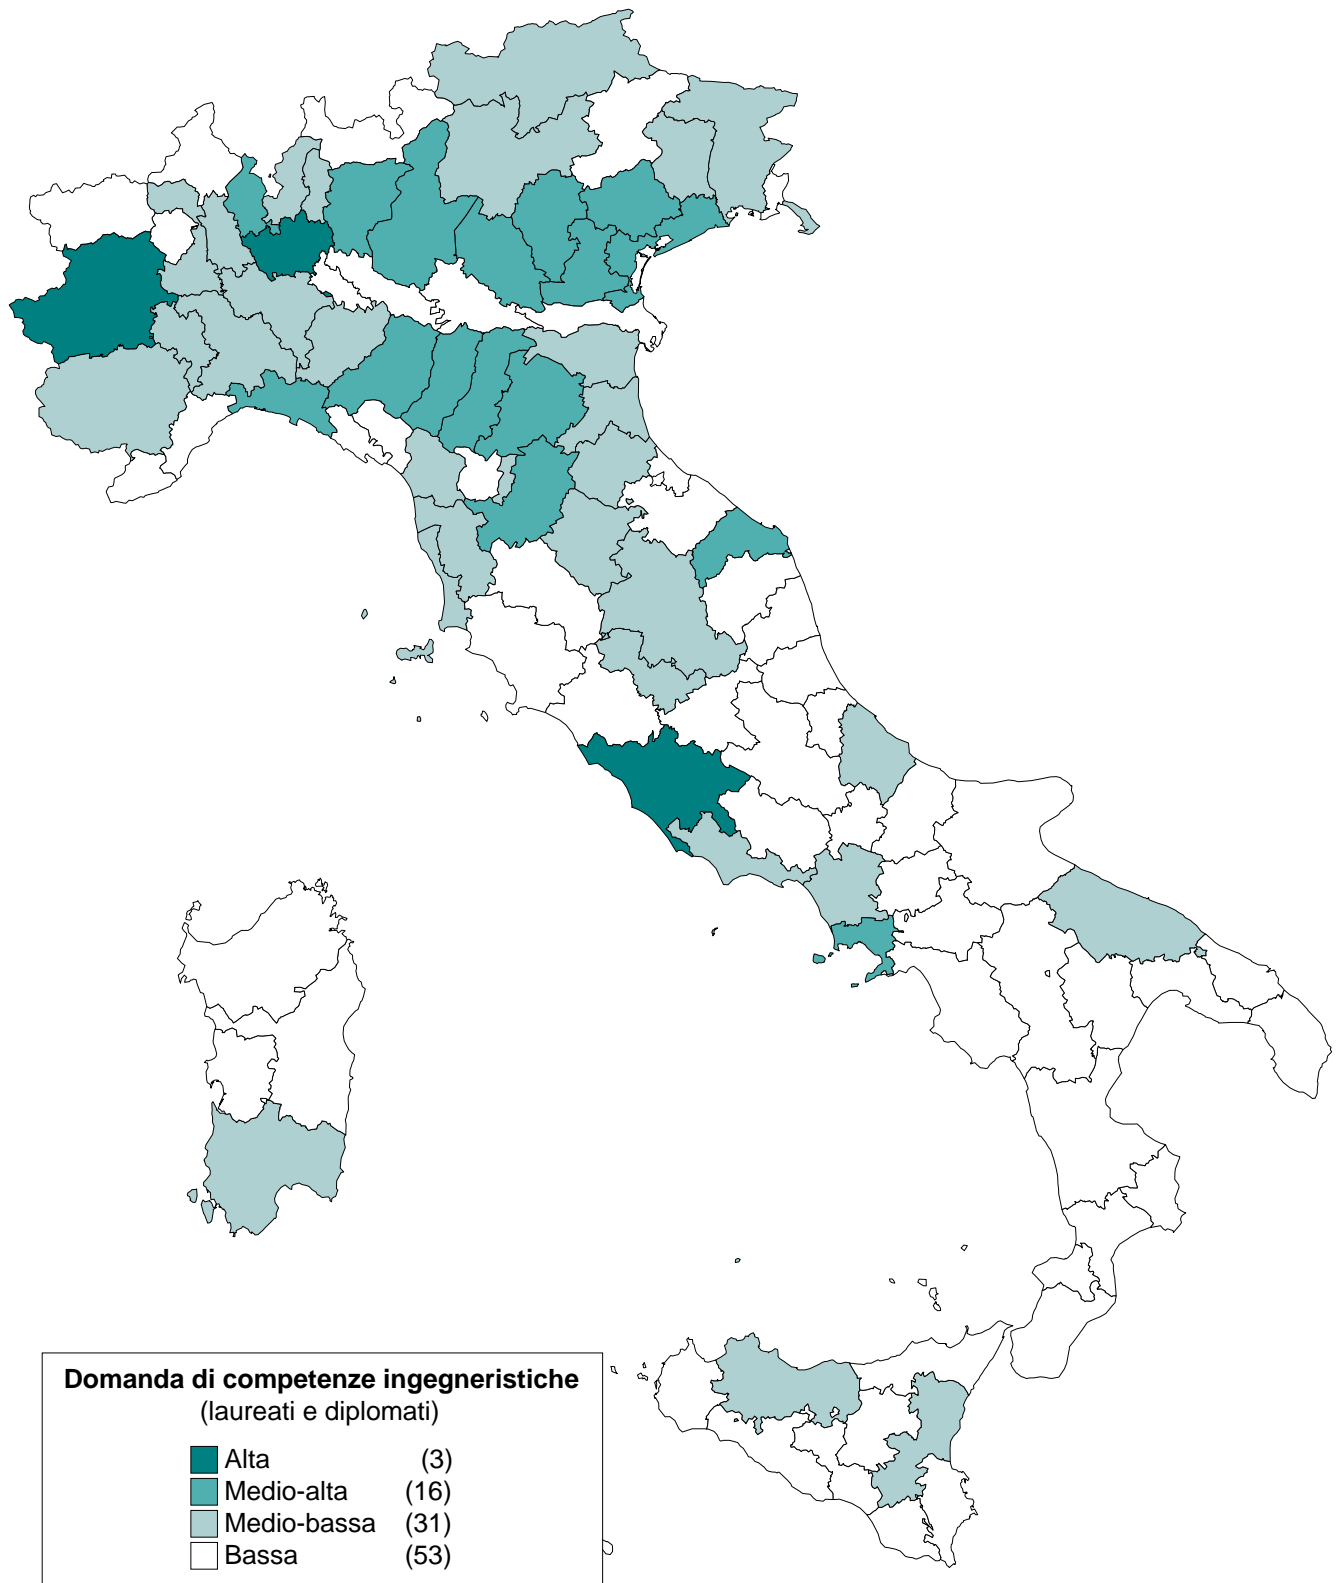 Domanda di competenze ingegneristiche
(laureati e diplomati)
Alta (3)
Medio-alta (16)
Medio-bassa (31)
Bassa (53)